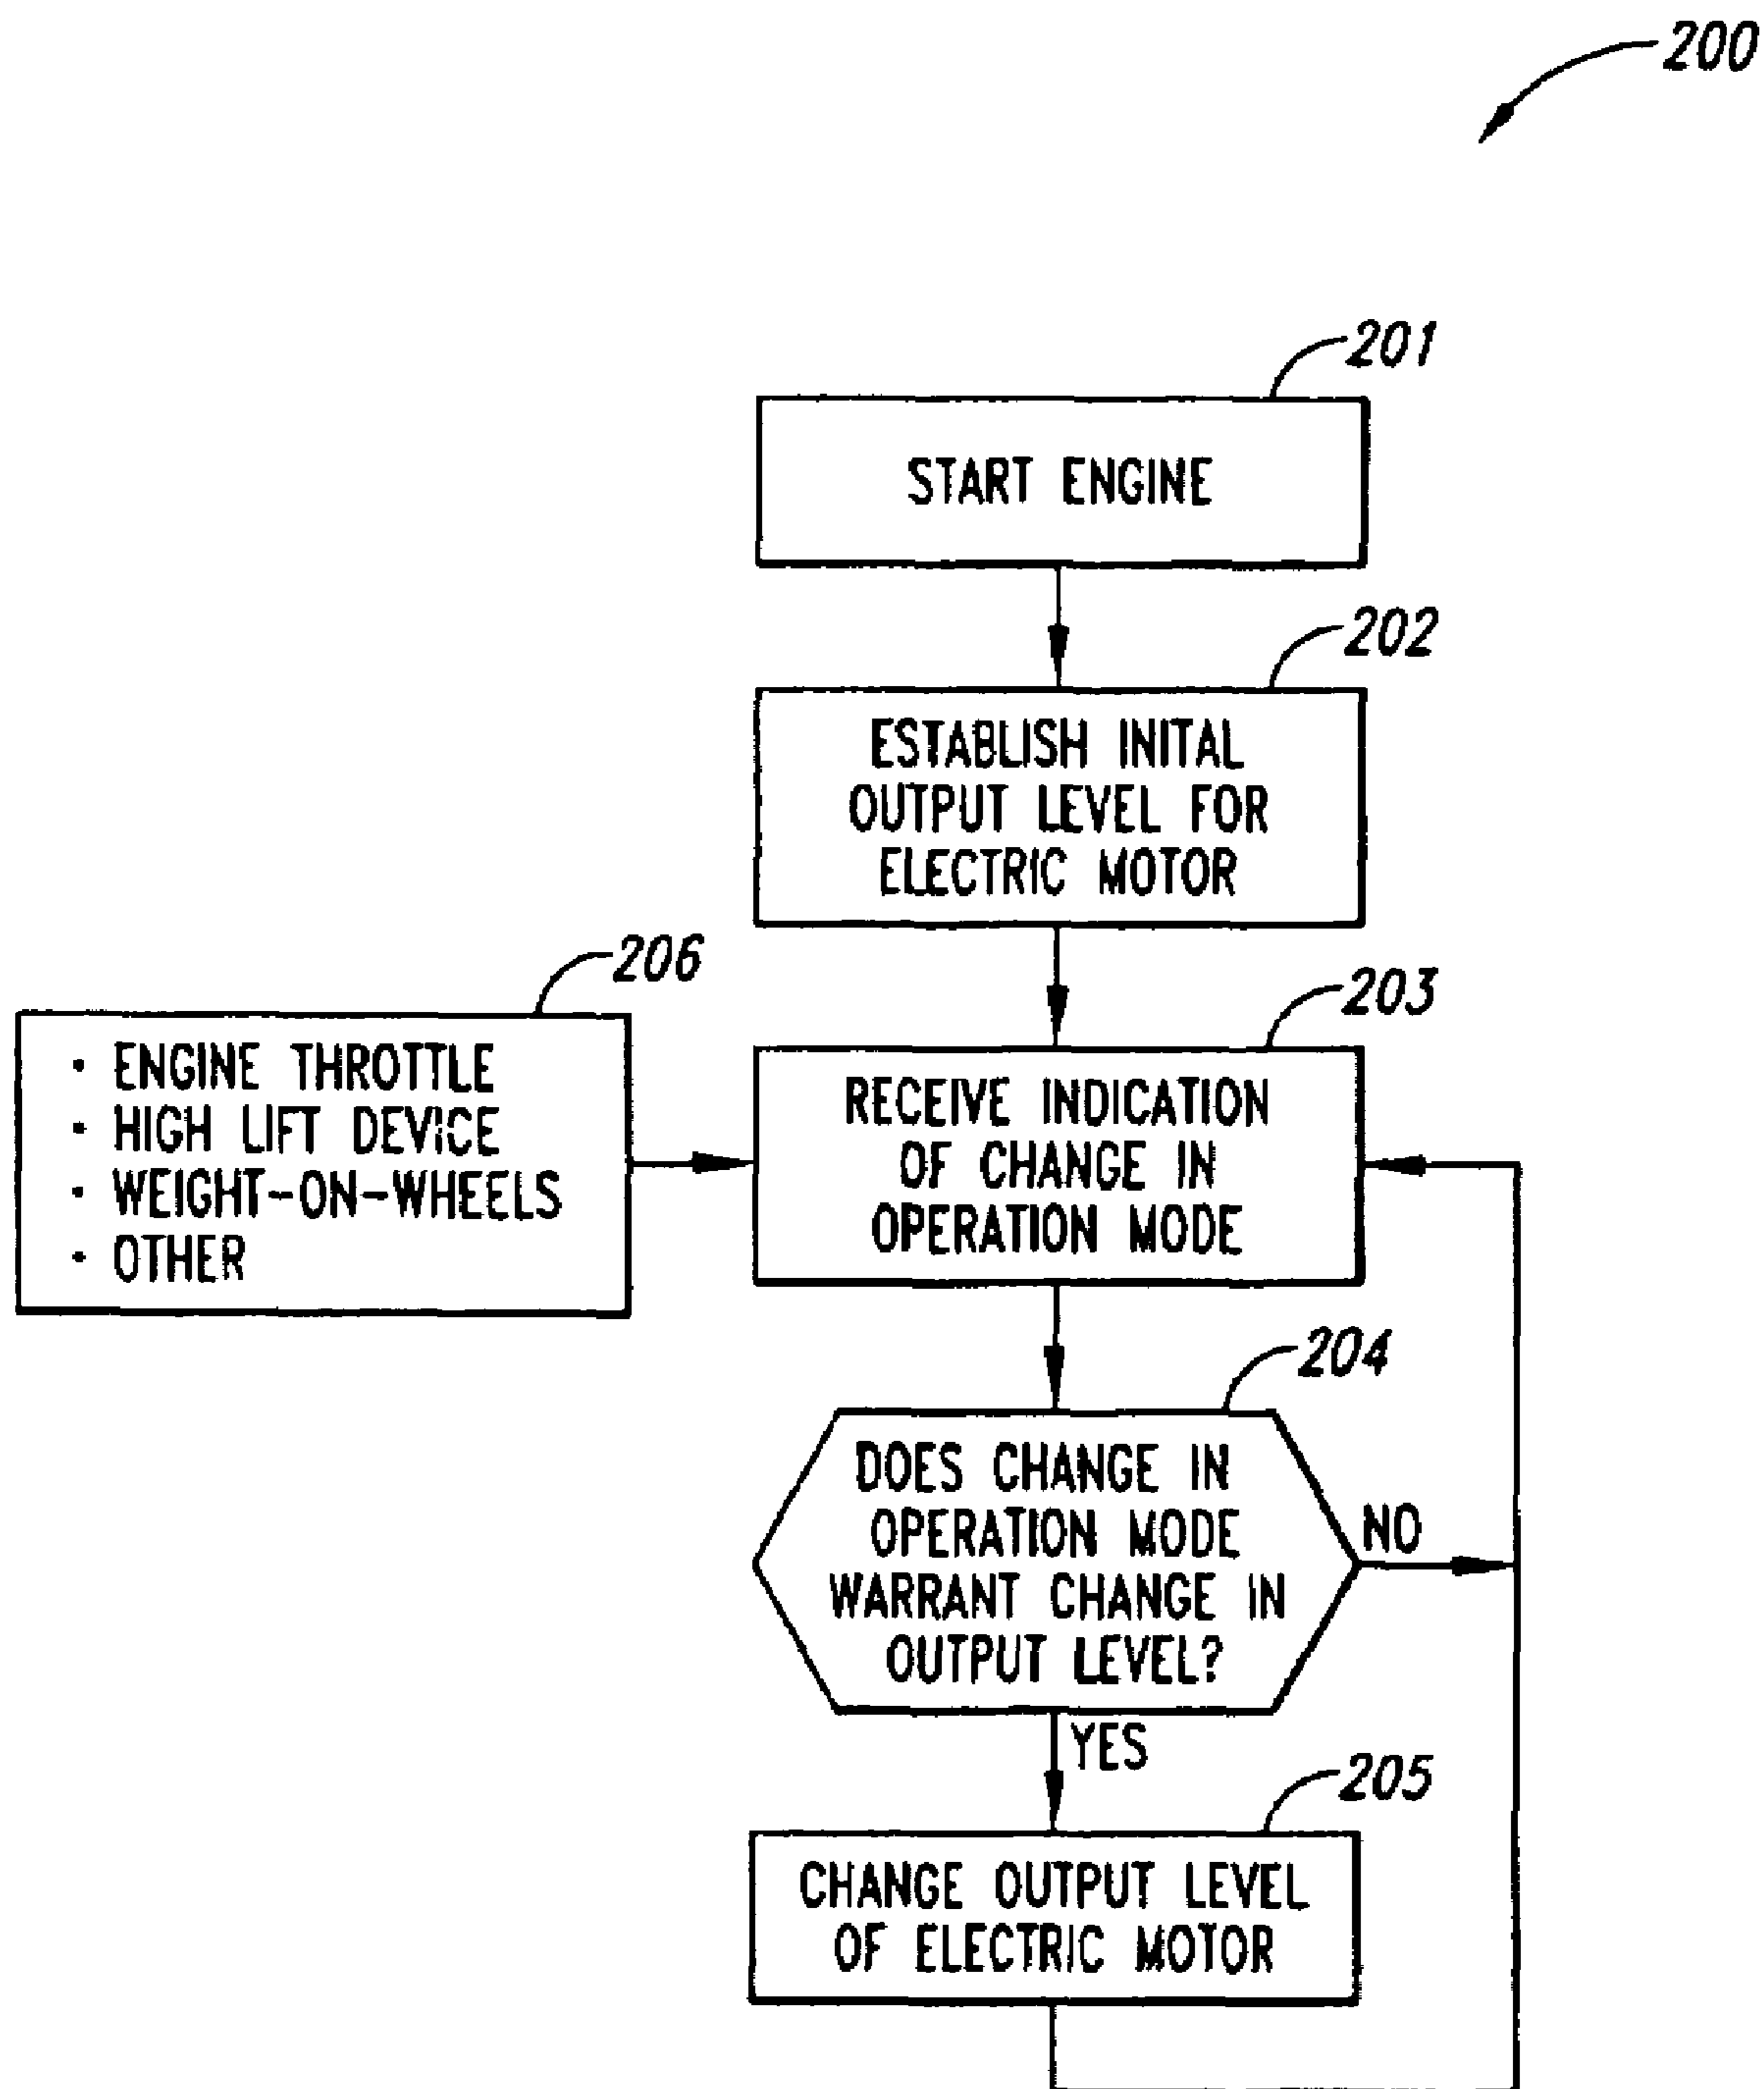 200
201
START ENGINE
202
ESTABLISH INITAL
OUTPUT LEVEL FOR
ELECTRIC MOTOR
206
· ENGINE THROTTLE
· HIGH LIFT DEVICE
· WEIGHT-ON-WHEELS
· OTHER
203
RECEIVE INDICATION
OF CHANGE IN
OPERATION MODE
204
DOES CHANGE IN
OPERATION MODE
WARRANT CHANGE IN
OUTPUT LEVEL?
NO
YES
205
CHANGE OUTPUT LEVEL
OF ELECTRIC MOTOR